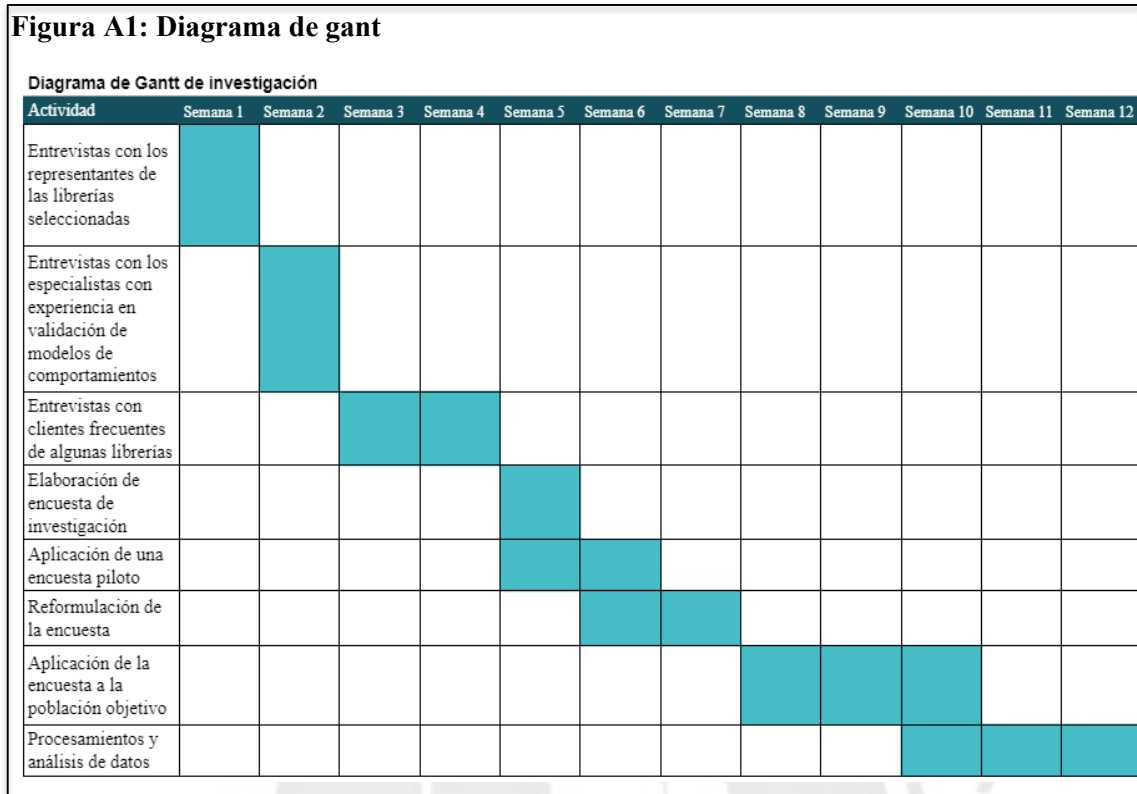 Figura A1: Diagrama de gant
Diagrama de Gantt de investigación
Actividad Semana 1 Semana 2 Semana 3 Semana 4 Semana 5 Semana 6 Semana 7 Semana 8 Semana 9 Semana 10 Semana 11 Semana 12
Entrevistas con los
representantes de
las librerías
seleccionadas
Entrevistas con los
especialistas con
experiencia en
validación de
modelos de
comportamientos
Entrevistas con
clientes frecuentes
de algunas librerías
Elaboración de
encuesta de
investigación
Aplicación de una
encuesta piloto
Reformulación de
la encuesta
Aplicación de la
encuesta a la
población objetivo
Procesamientos y
análisis de datos